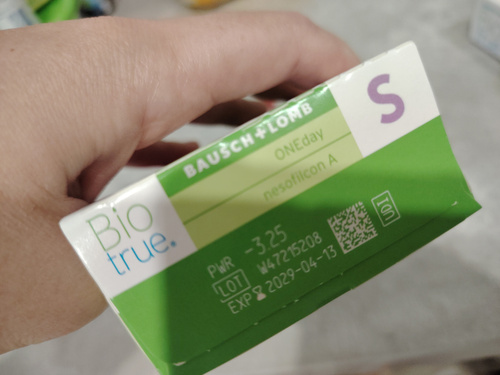 S
BAUSCH+LOMB
ONEday
nesofilcon A
Bio
true.
PWR -3.25
LOT W47215208
EXP 2029-04-13